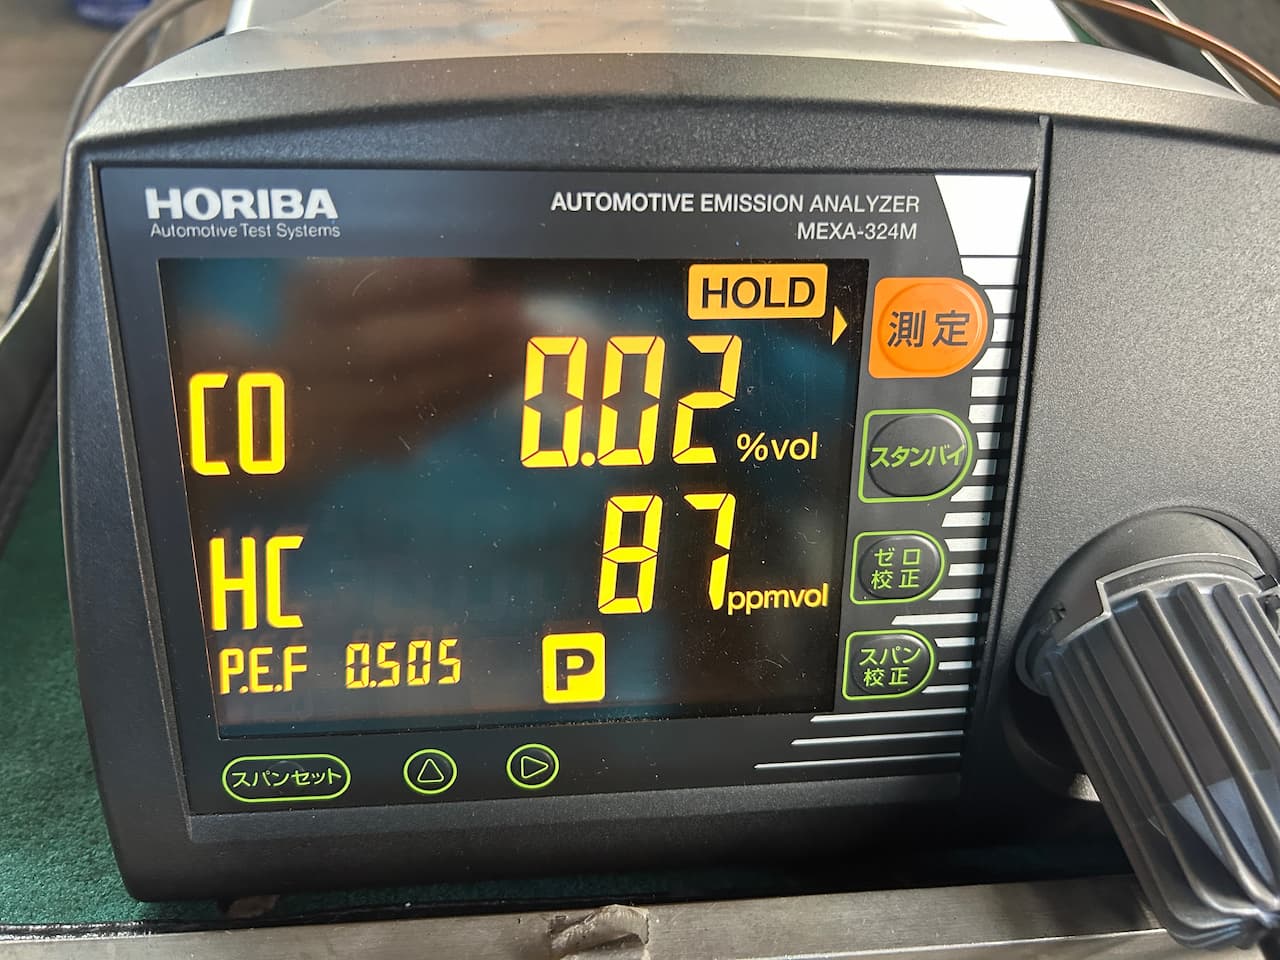 HORIBA
Automotive Test Systems
AUTOMOTIVE EMISSION ANALYZER
MEXA-324M
HOLD
測定
CO 0.02 %vol
スタンバイ
HC 87 ppmvol
ゼロ
校正
P.E.F 0.505 P
スパン
校正
スパンセット